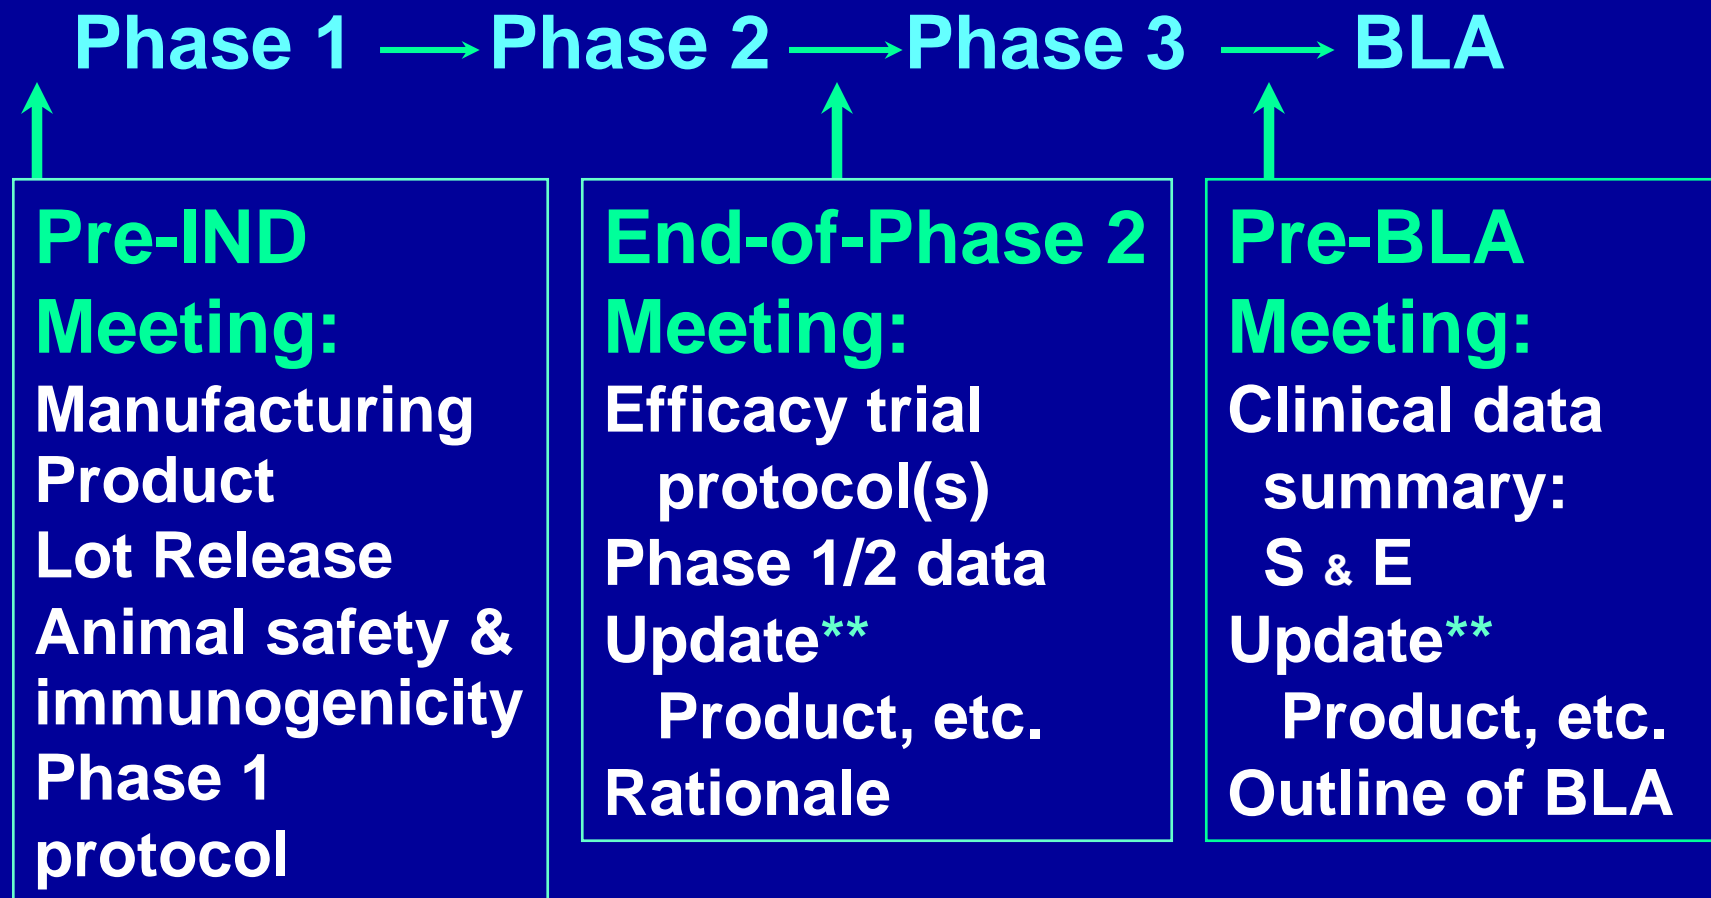 Phase 1 → Phase 2 → Phase 3 → BLA
Pre-IND
Meeting:
Manufacturing
Product
Lot Release
Animal safety &
immunogenicity
Phase 1
protocol
End-of-Phase 2
Meeting:
Efficacy trial
protocol(s)
Phase 1/2 data
Update**
Product, etc.
Rationale
Pre-BLA
Meeting:
Clinical data
summary:
S & E
Update**
Product, etc.
Outline of BLA